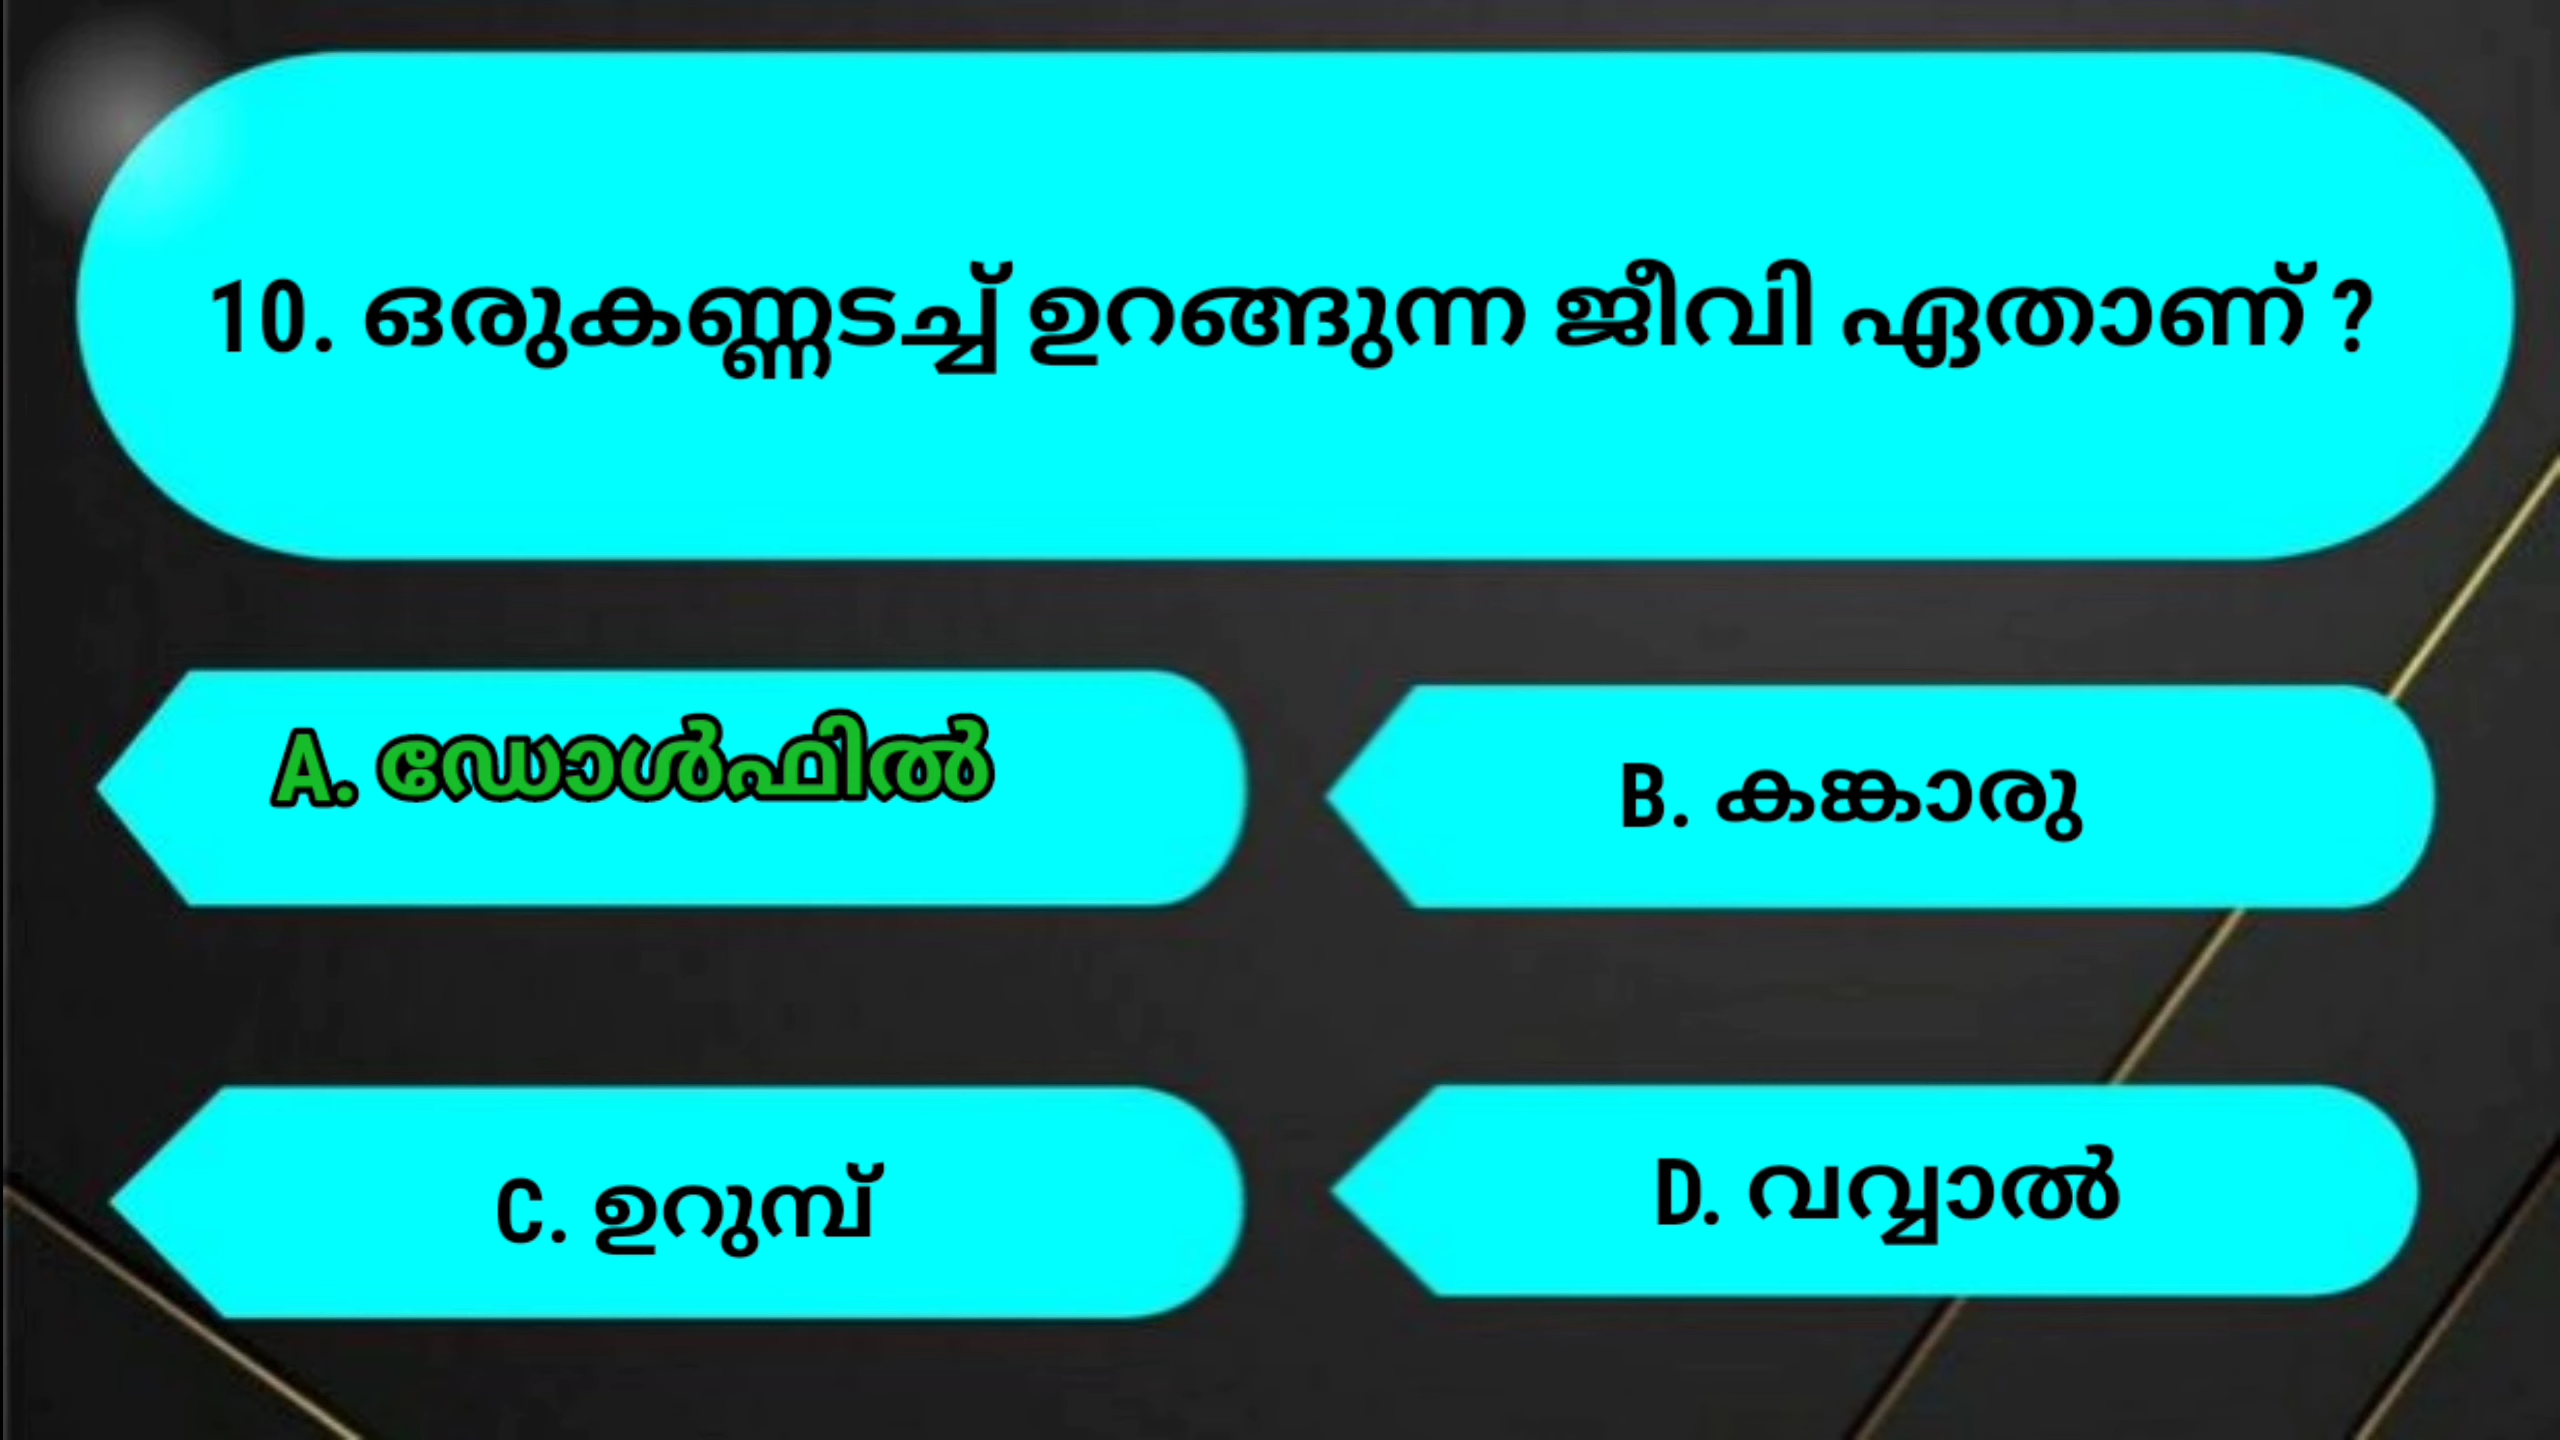 10. ഒരുകണ്ണടച്ച് ഉറങ്ങുന്ന ജീവി ഏതാണ് ?
A. ഡോൾഫിൽ
B. കങ്കാരു
C. ഉറുമ്പ്
D. വവ്വാൽ